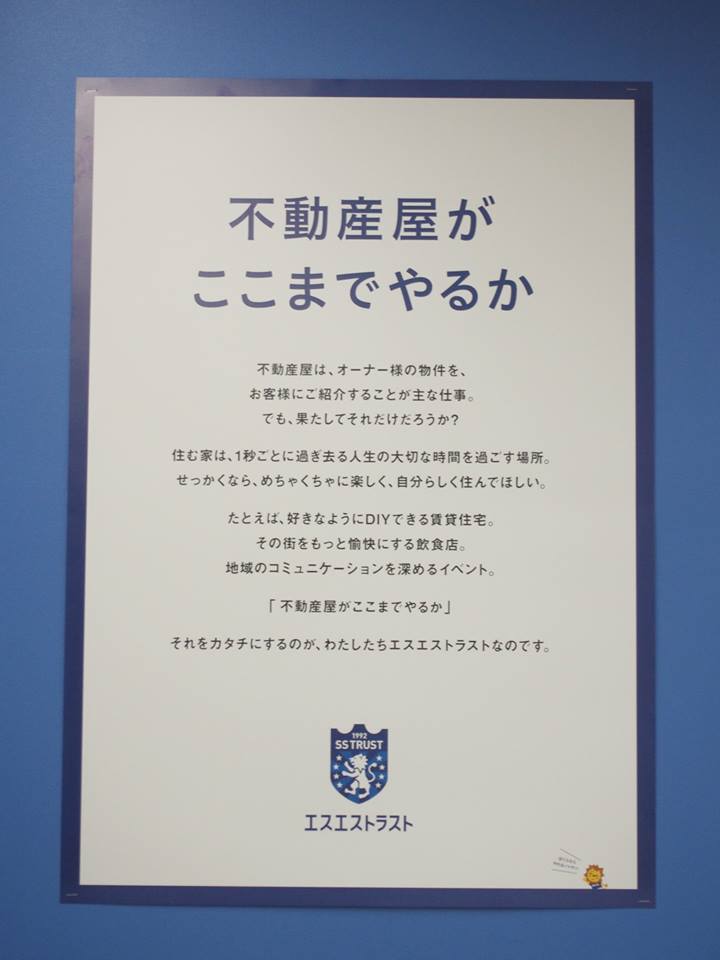 不動産屋が
ここまでやるか
不動産屋は、オーナー様の物件を、
お客様にご紹介することが主な仕事。
でも、果たしてそれだけだろうか?
住む家は、1秒ごとに過ぎ去る人生の大切な時間を過ごす場所。
せっかくなら、めちゃくちゃに楽しく、自分らしく住んでほしい。
たとえば、好きなようにDIYできる賃貸住宅。
その街をもっと愉快にする飲食店。
地域のコミュニケーションを深めるイベント。
「不動産屋がここまでやるか」
それをカタチにするのが、わたしたちエスエストラストなのです。
1992
SS TRUST
エスエストラスト